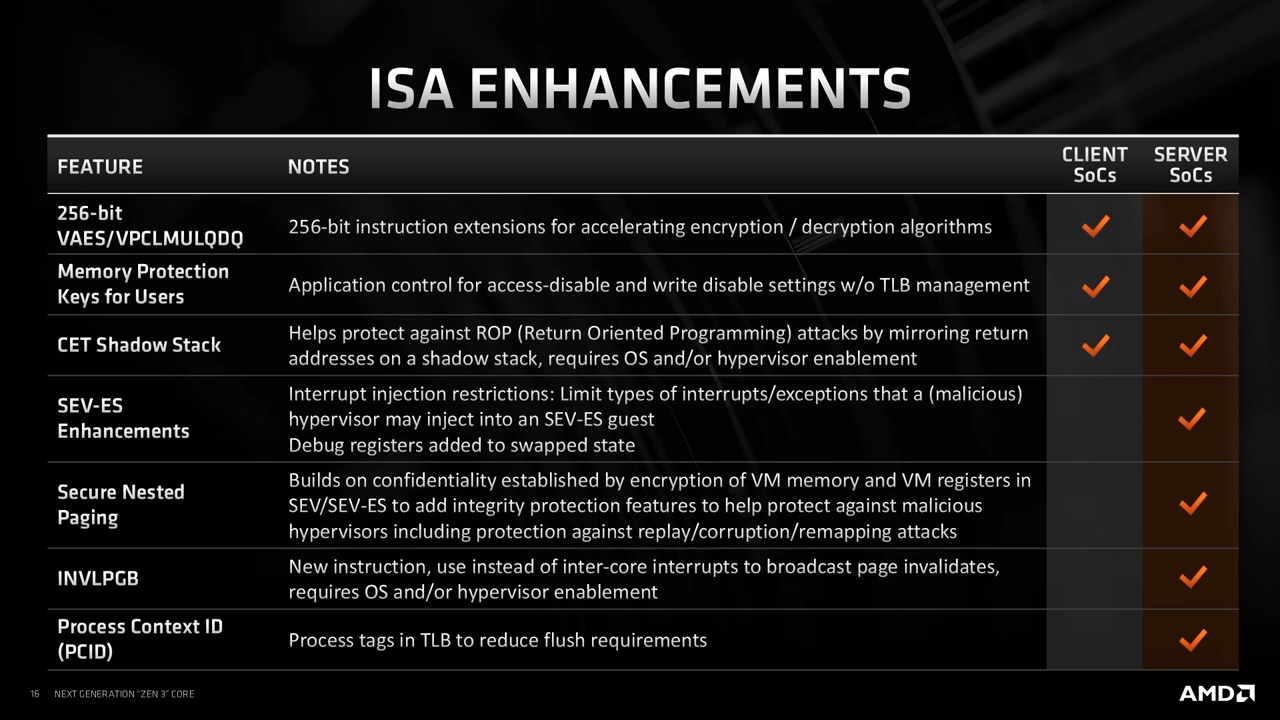 ISA ENHANCEMENTS
FEATURE
NOTES
CLIENT
SoCs
SERVER
SoCs
256-bit
VAES/VPCLMULQDQ
256-bit instruction extensions for accelerating encryption / decryption algorithms
Memory Protection
Keys for Users
Application control for access-disable and write disable settings w/o TLB management
CET Shadow Stack
Helps protect against ROP (Return Oriented Programming) attacks by mirroring return
addresses on a shadow stack, requires OS and/or hypervisor enablement
SEV-ES
Enhancements
Interrupt injection restrictions: Limit types of interrupts/exceptions that a (malicious)
hypervisor may inject into an SEV-ES guest
Debug registers added to swapped state
Secure Nested
Paging
Builds on confidentiality established by encryption of VM memory and VM registers in
SEV/SEV-ES to add integrity protection features to help protect against malicious
hypervisors including protection against replay/corruption/remapping attacks
INVLPGB
New instruction, use instead of inter-core interrupts to broadcast page invalidates,
requires OS and/or hypervisor enablement
Process Context ID
(PCID)
Process tags in TLB to reduce flush requirements
16 NEXT GENERATION "ZEN 3" CORE
AMD